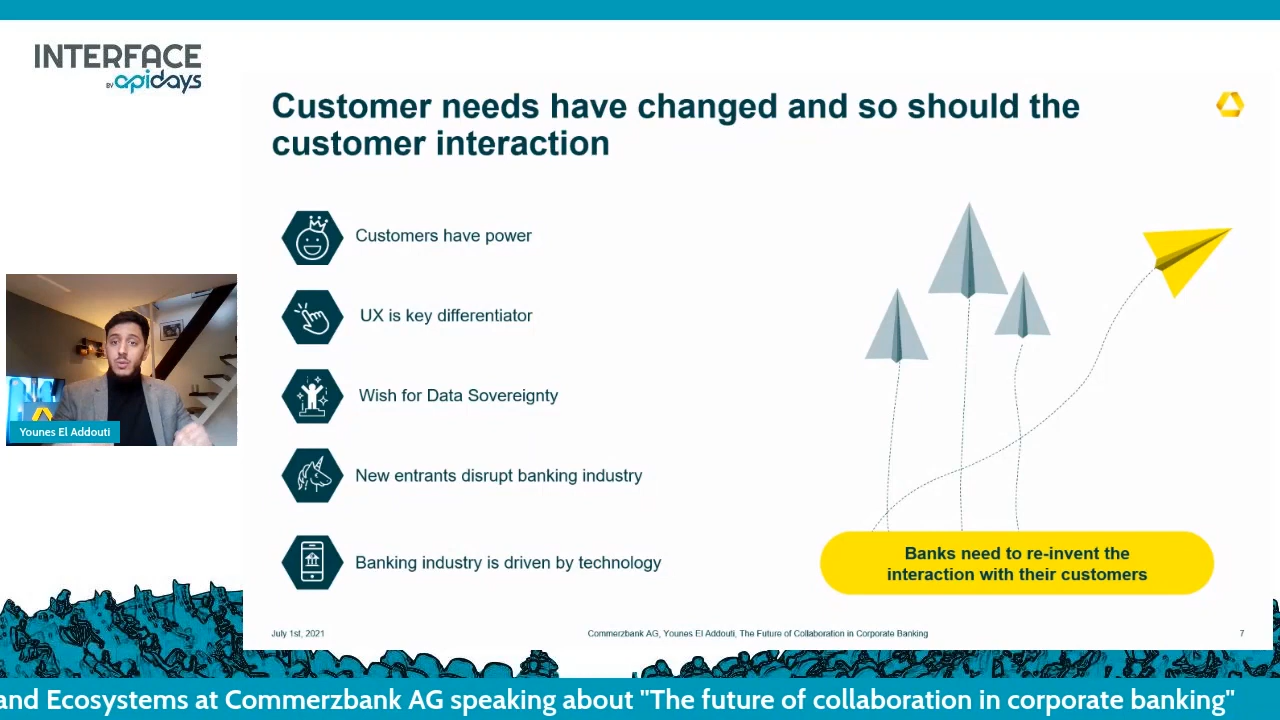 INTERFACE
BY apidays
Customer needs have changed and so should the
customer interaction
Customers have power
UX is key differentiator
Wish for Data Sovereignty
New entrants disrupt banking industry
Banking industry is driven by technology
Younes El Addouti
Banks need to re-invent the
interaction with their customers
July 1st, 2021
Commerzbank AG, Younes El Addouti, The Future of Collaboration in Corporate Banking
7
and Ecosystems at Commerzbank AG speaking about "The future of collaboration in corporate banking"